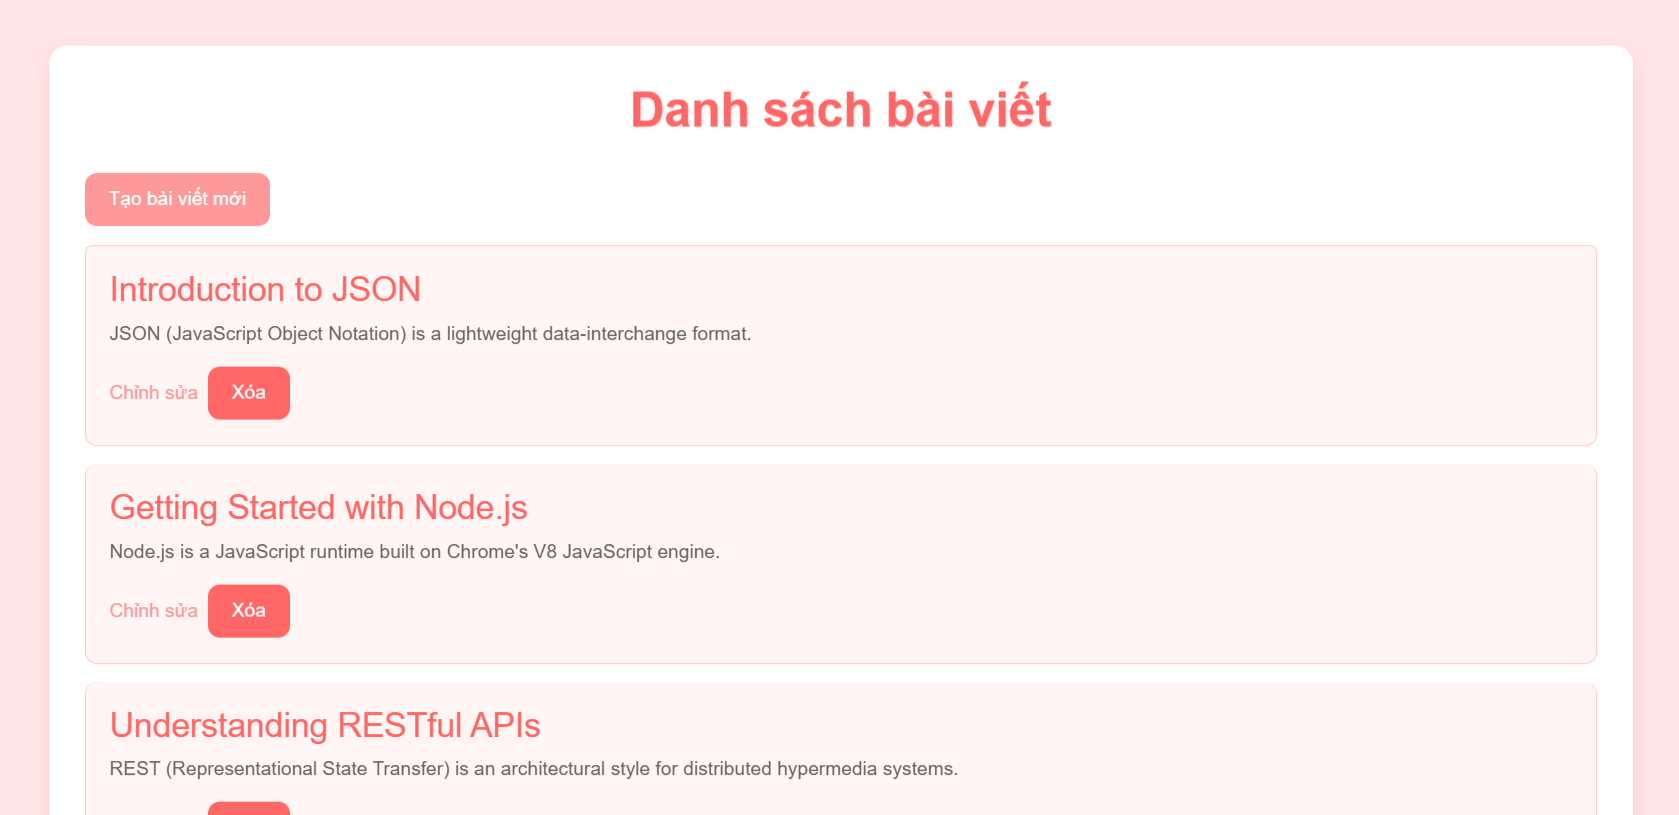 Danh sách bài viết
Tạo bài viết mới
Introduction to JSON
JSON (JavaScript Object Notation) is a lightweight data-interchange format.
Chỉnh sửa Xóa
Getting Started with Node.js
Node.js is a JavaScript runtime built on Chrome's V8 JavaScript engine.
Chỉnh sửa Xóa
Understanding RESTful APIs
REST (Representational State Transfer) is an architectural style for distributed hypermedia systems.